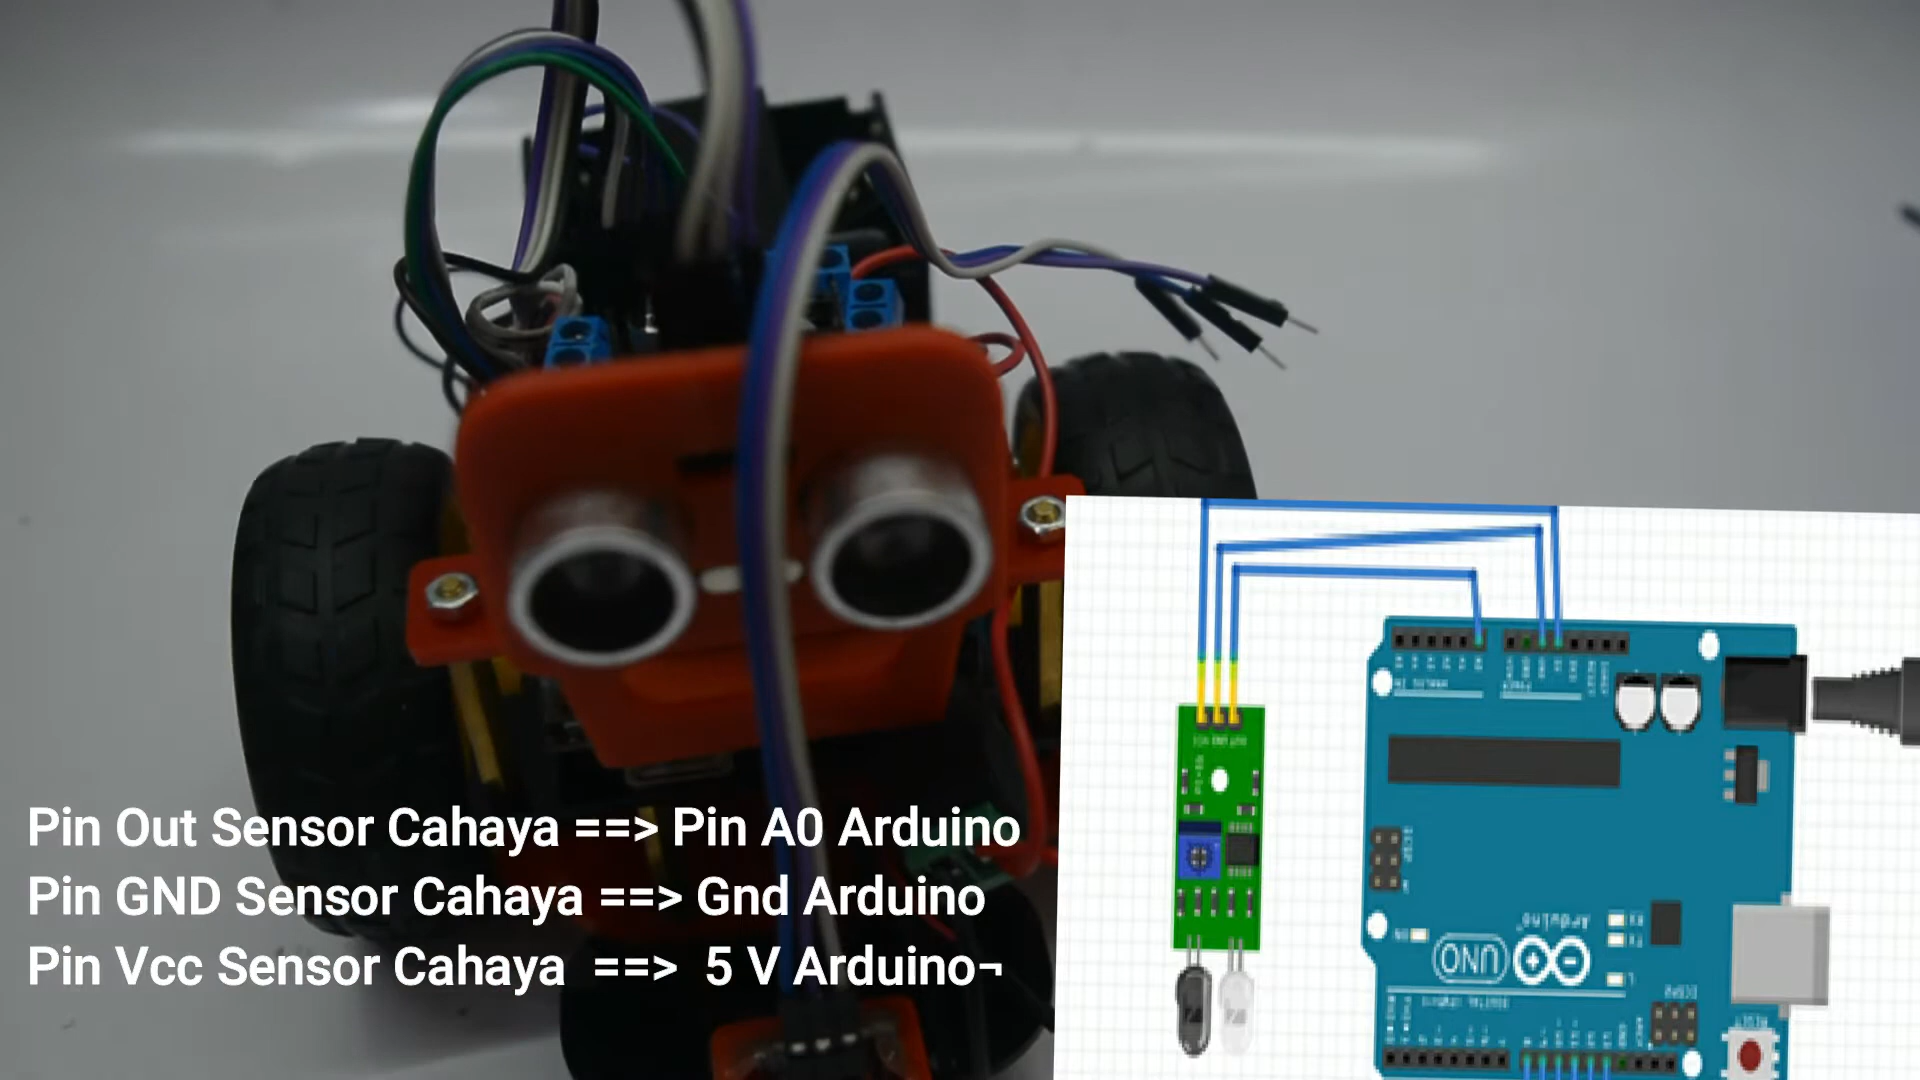 Pin Out Sensor Cahaya ==> Pin A0 Arduino
Pin GND Sensor Cahaya ==> Gnd Arduino
Pin Vcc Sensor Cahaya ==> 5 V Arduino¬
Arduino
UNO
RESET